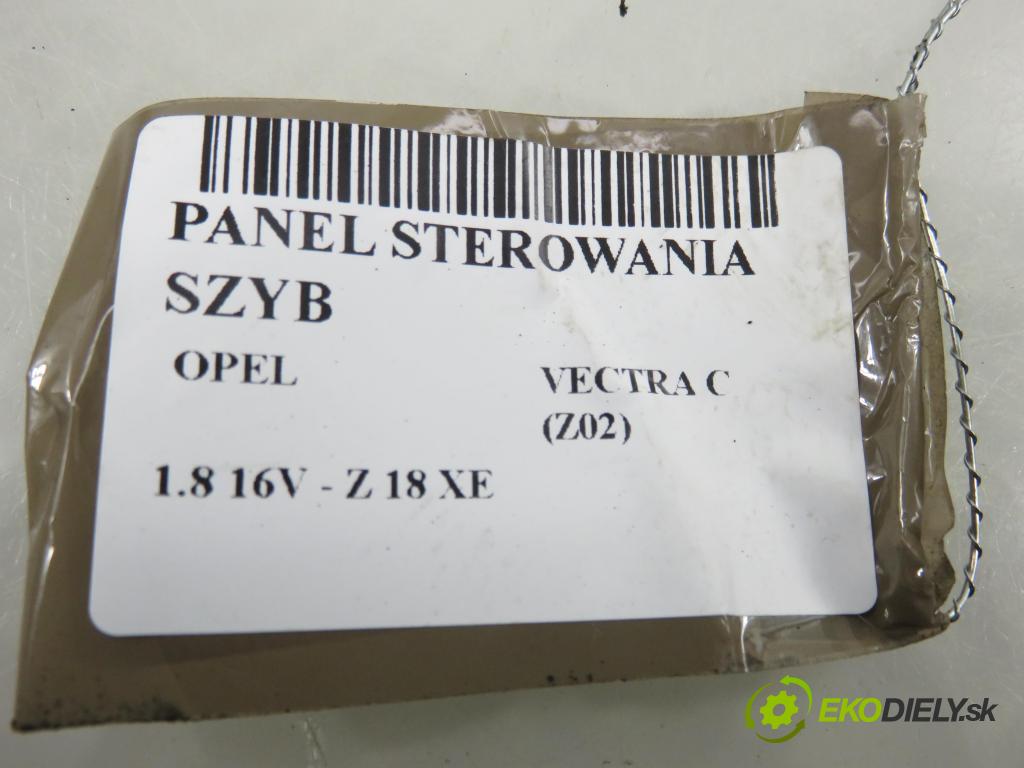 PANEL STEROWANIA
SZYB
OPEL
VECTRA C
(Z02)
1.8 16V - Z 18 XE
EKODIELY.sk